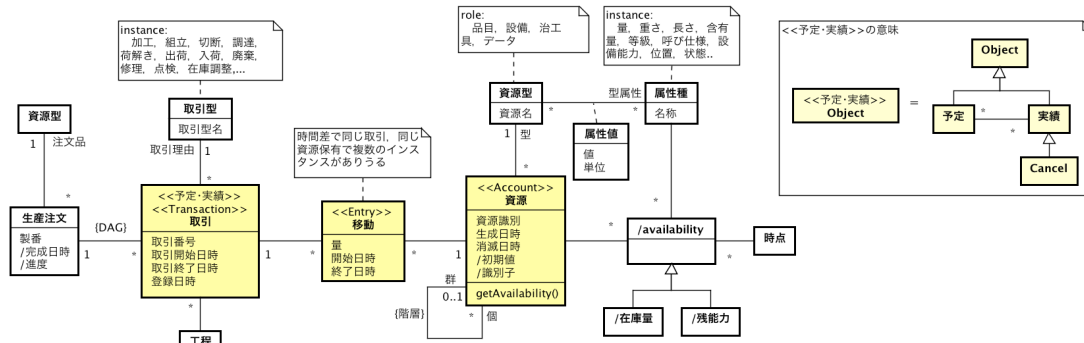 instance:
加工，組立，切断，調達，
荷解き，出荷，入荷，廃棄，
修理，点検，在庫調整,...
role:
品目，設備，治工
具，データ
instance:
量，重さ，長さ，含有
量，等級，呼び仕様，設
備能力，位置，状態..
<<予定・実績>>の意味
Object
<<予定・実績>>
Object
=
予定
*
*
実績
Cancel
資源型
1
注文品
*
取引型
取引型名
取引理由
1
*
時間差で同じ取引，同じ
資源保有で複数のインス
タンスがありうる
資源型
資源名
*
型属性
*
属性種
名称
属性値
値
単位
1
型
*
生産注文
製番
/完成日時
/進度
{DAG}
1
*
<<予定・実績>>
<<Transaction>>
取引
取引番号
取引開始日時
取引終了日時
登録日時
1
*
<<Entry>>
移動
量
開始日時
終了日時
*
1
<<Account>>
資源
資源識別
生成日時
消滅日時
/初期値
/識別子
getAvailability()
群
0..1
{階層}
*
個
*
*
/availability
*
時点
/在庫量
/残能力
*
工程